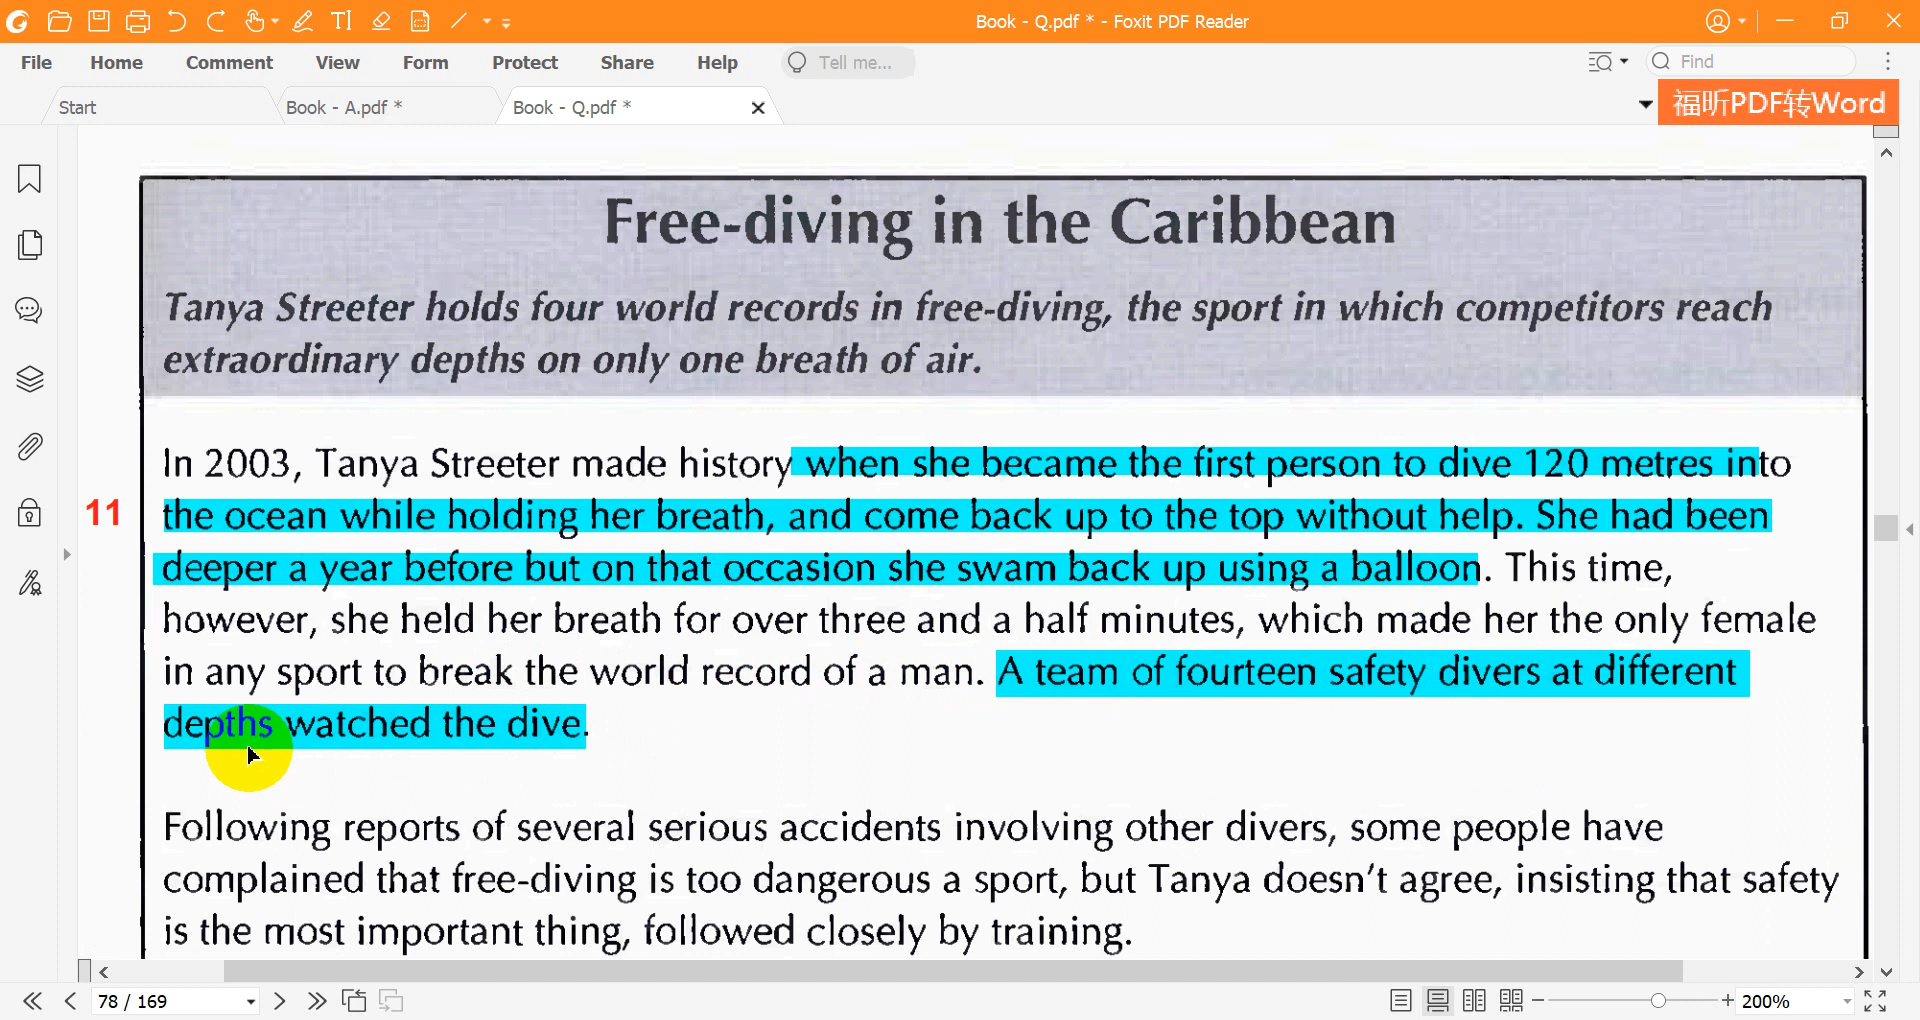 Book - Q.pdf * - Foxit PDF Reader
File Home Comment View Form Protect Share Help Tell me... Find
Start Book - A.pdf * Book - Q.pdf * 福昕PDF转Word
Free-diving in the Caribbean
Tanya Streeter holds four world records in free-diving, the sport in which competitors reach
extraordinary depths on only one breath of air.
In 2003, Tanya Streeter made history when she became the first person to dive 120 metres into
11 the ocean while holding her breath, and come back up to the top without help. She had been
deeper a year before but on that occasion she swam back up using a balloon. This time,
however, she held her breath for over three and a half minutes, which made her the only female
in any sport to break the world record of a man. A team of fourteen safety divers at different
depths watched the dive.
Following reports of several serious accidents involving other divers, some people have
complained that free-diving is too dangerous a sport, but Tanya doesn't agree, insisting that safety
is the most important thing, followed closely by training.
78 / 169 200%